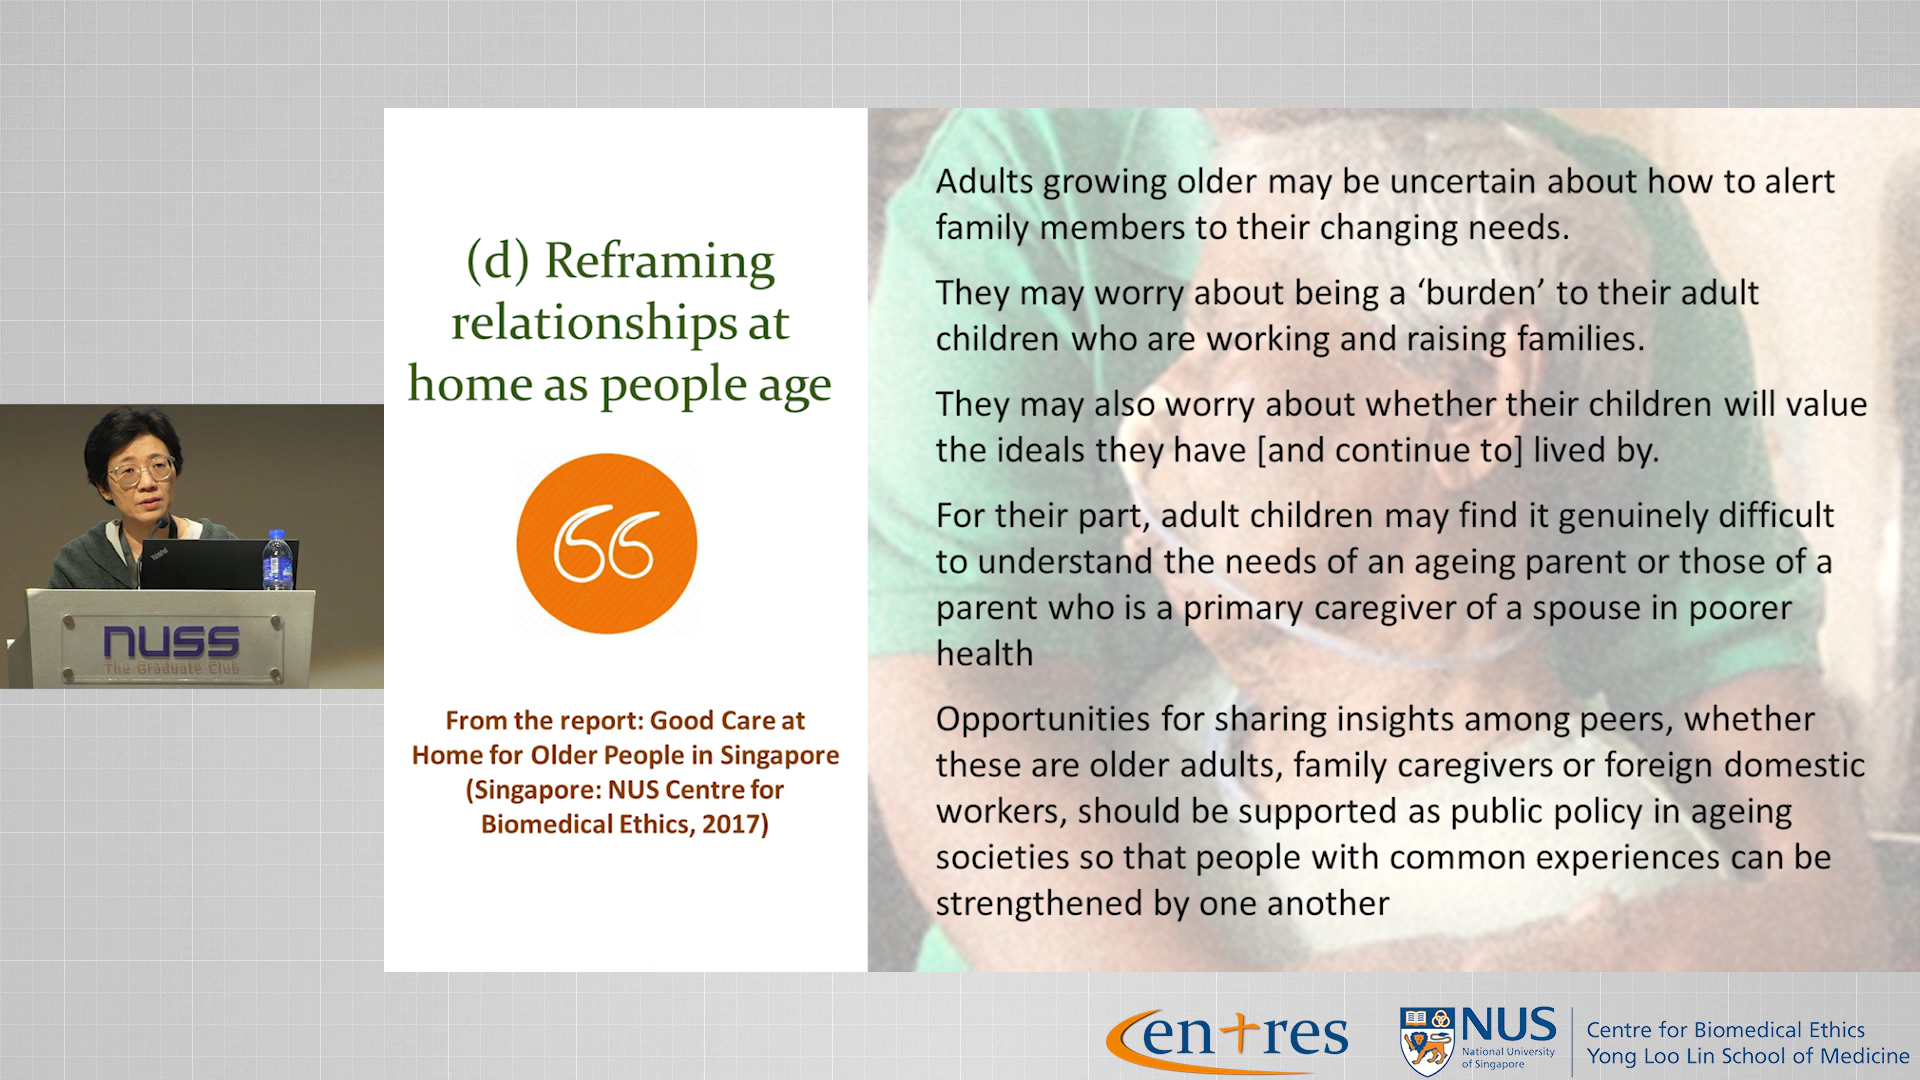 (d) Reframing
relationships at
home as people age
66
From the report: Good Care at
Home for Older People in Singapore
(Singapore: NUS Centre for
Biomedical Ethics, 2017)
Adults growing older may be uncertain about how to alert
family members to their changing needs.
They may worry about being a ‘burden’ to their adult
children who are working and raising families.
They may also worry about whether their children will value
the ideals they have [and continue to] lived by.
For their part, adult children may find it genuinely difficult
to understand the needs of an ageing parent or those of a
parent who is a primary caregiver of a spouse in poorer
health
Opportunities for sharing insights among peers, whether
these are older adults, family caregivers or foreign domestic
workers, should be supported as public policy in ageing
societies so that people with common experiences can be
strengthened by one another
ThinkPad
NUSS
The Graduate Club
Centres
NUS
National University
of Singapore
Centre for Biomedical Ethics
Yong Loo Lin School of Medicine